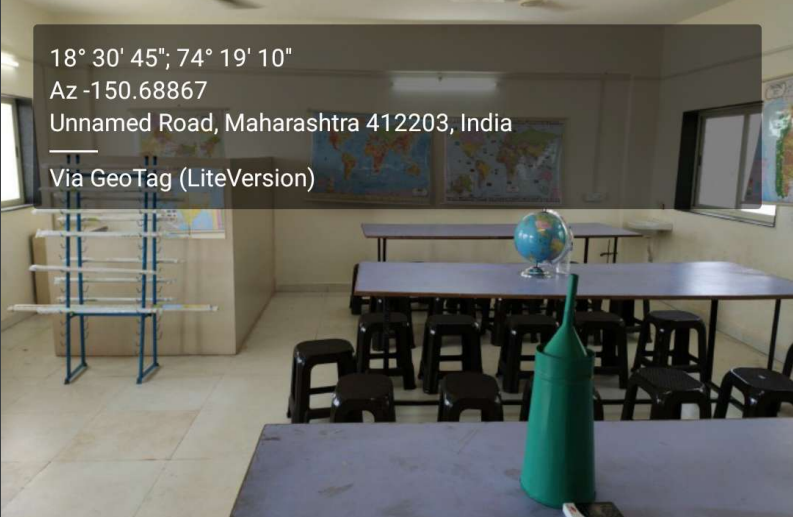 18° 30' 45"; 74° 19' 10"
Az -150.68867
Unnamed Road, Maharashtra 412203, India
Via GeoTag (LiteVersion)